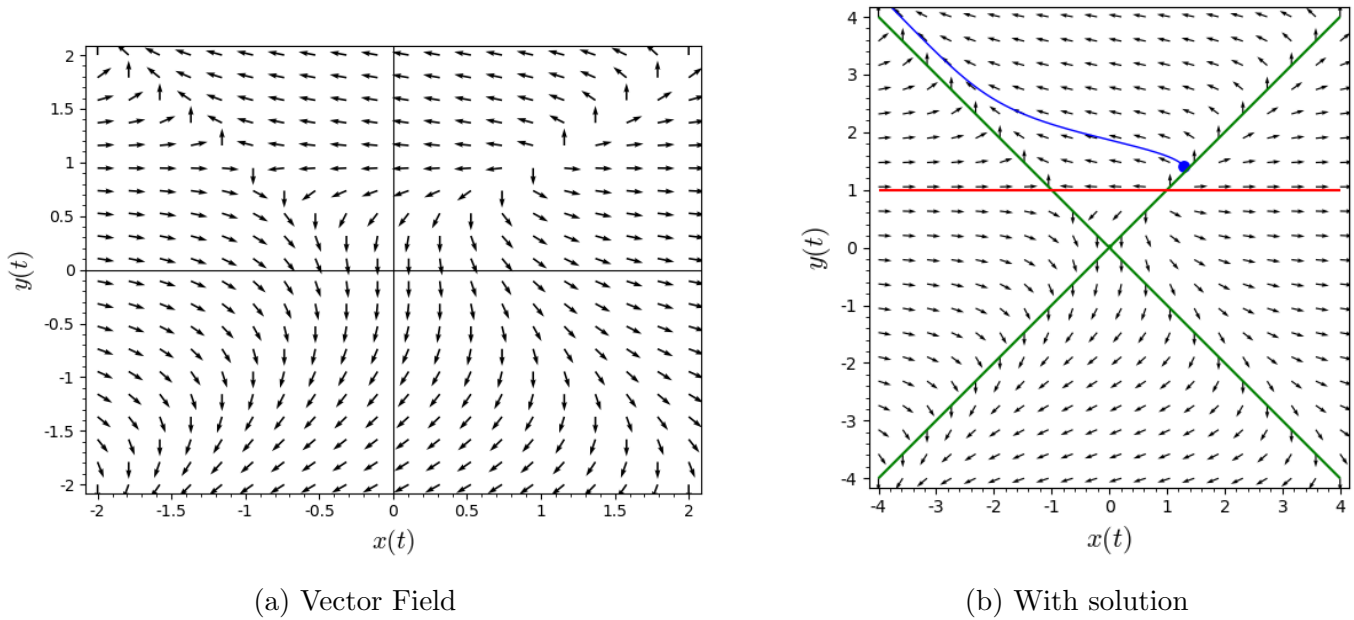 2
1.5
1
0.5
0
-0.5
-1
-1.5
-2
y(t)
-2 -1.5 -1 -0.5 0 0.5 1 1.5 2
x(t)
(a) Vector Field
4
3
2
1
0
-1
-2
-3
-4
y(t)
-4 -3 -2 -1 0 1 2 3 4
x(t)
(b) With solution